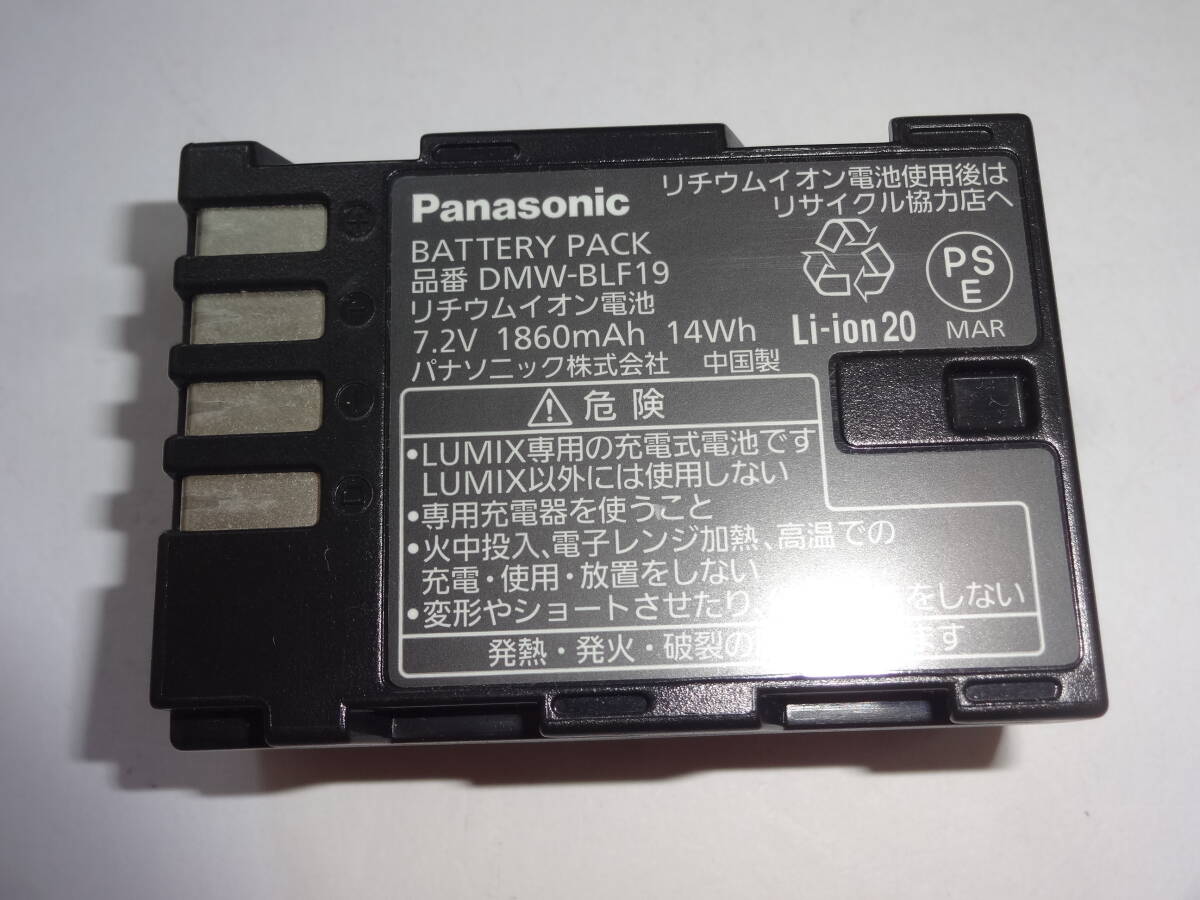 Panasonic
リチウムイオン電池使用後は
リサイクル協力店へ
BATTERY PACK
品番 DMW-BLF19
リチウムイオン電池
7.2V 1860mAh 14Wh
パナソニック株式会社 中国製
Li-ion20
PS
E
MAR
危険
•LUMIX専用の充電式電池です
LUMIX以外には使用しない
•専用充電器を使うこと
•火中投入、電子レンジ加熱、高温での
充電・使用・放置をしない
•変形やショートさせたり、 をしない
発熱・発火・破裂の ます